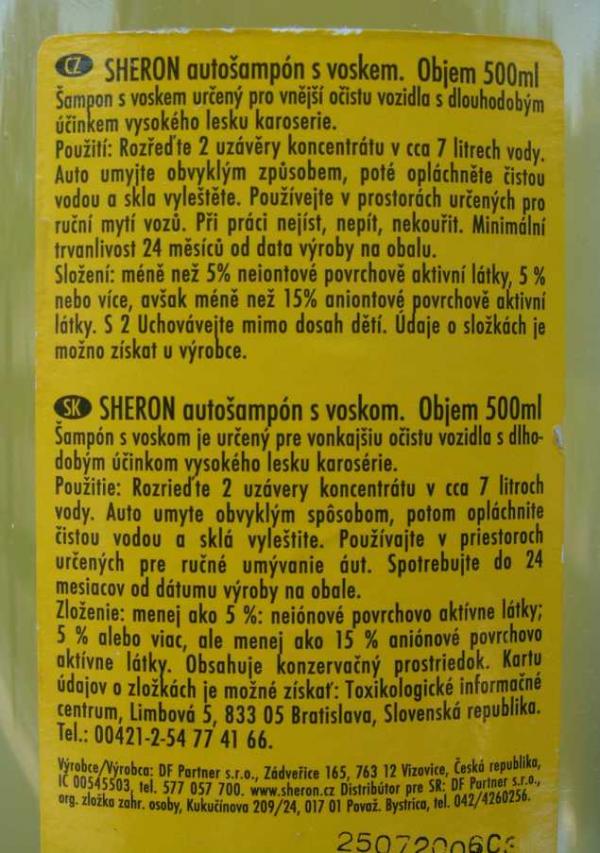 CZ SHERON autošampón s voskem. Objem 500ml
Šampon s voskem určený pro vnější očistu vozidla s dlouhodobým
účinkem vysokého lesku karoserie.
Použití: Rozřeďte 2 uzávěry koncentrátu v cca 7 litrech vody.
Auto umyjte obvyklým způsobem, poté opláchněte čistou
vodou a skla vyleštěte. Používejte v prostorách určených pro
ruční mytí vozů. Při práci nejíst, nepít, nekouřit. Minimální
trvanlivost 24 měsíců od data výroby na obalu.
Složení: méně než 5% neiontové povrchově aktivní látky, 5 %
nebo více, avšak méně než 15% aniontové povrchově aktivní
látky. S 2 Uchovávejte mimo dosah dětí. Údaje o složkách je
možno získat u výrobce.
SK SHERON autošampón s voskom. Objem 500ml
Šampón s voskom je určený pre vonkajšiu očistu vozidla s dlho-
dobým účinkom vysokého lesku karosérie.
Použitie: Rozrieďte 2 uzávery koncentrátu v cca 7 litroch
vody. Auto umyte obvyklým spôsobom, potom opláchnite
čistou vodou a sklá vyleštite. Používajte v priestoroch
určených pre ručné umývanie áut. Spotrebujte do 24
mesiacov od dátumu výroby na obale.
Zloženie: menej ako 5 %: neiónové povrchovo aktívne látky;
5 % alebo viac, ale menej ako 15 % aniónové povrchovo
aktívne látky. Obsahuje konzervačný prostriedok. Kartu
údajov o zložkách je možné získať: Toxikologické informačné
centrum, Limbová 5, 833 05 Bratislava, Slovenská republika.
Tel.: 00421-2-54 77 41 66.
Výrobce/Výrobca: DF Partner s.r.o., Zádveřice 165, 763 12 Vizovice, Česká republika,
IČ 00545503, tel. 577 057 700. www.sheron.cz Distribútor pre SR: DF Partner s.r.o.,
org. zložka zahr. osoby, Kukučínova 209/24, 017 01 Považ. Bystrica, tel. 042/4260256.